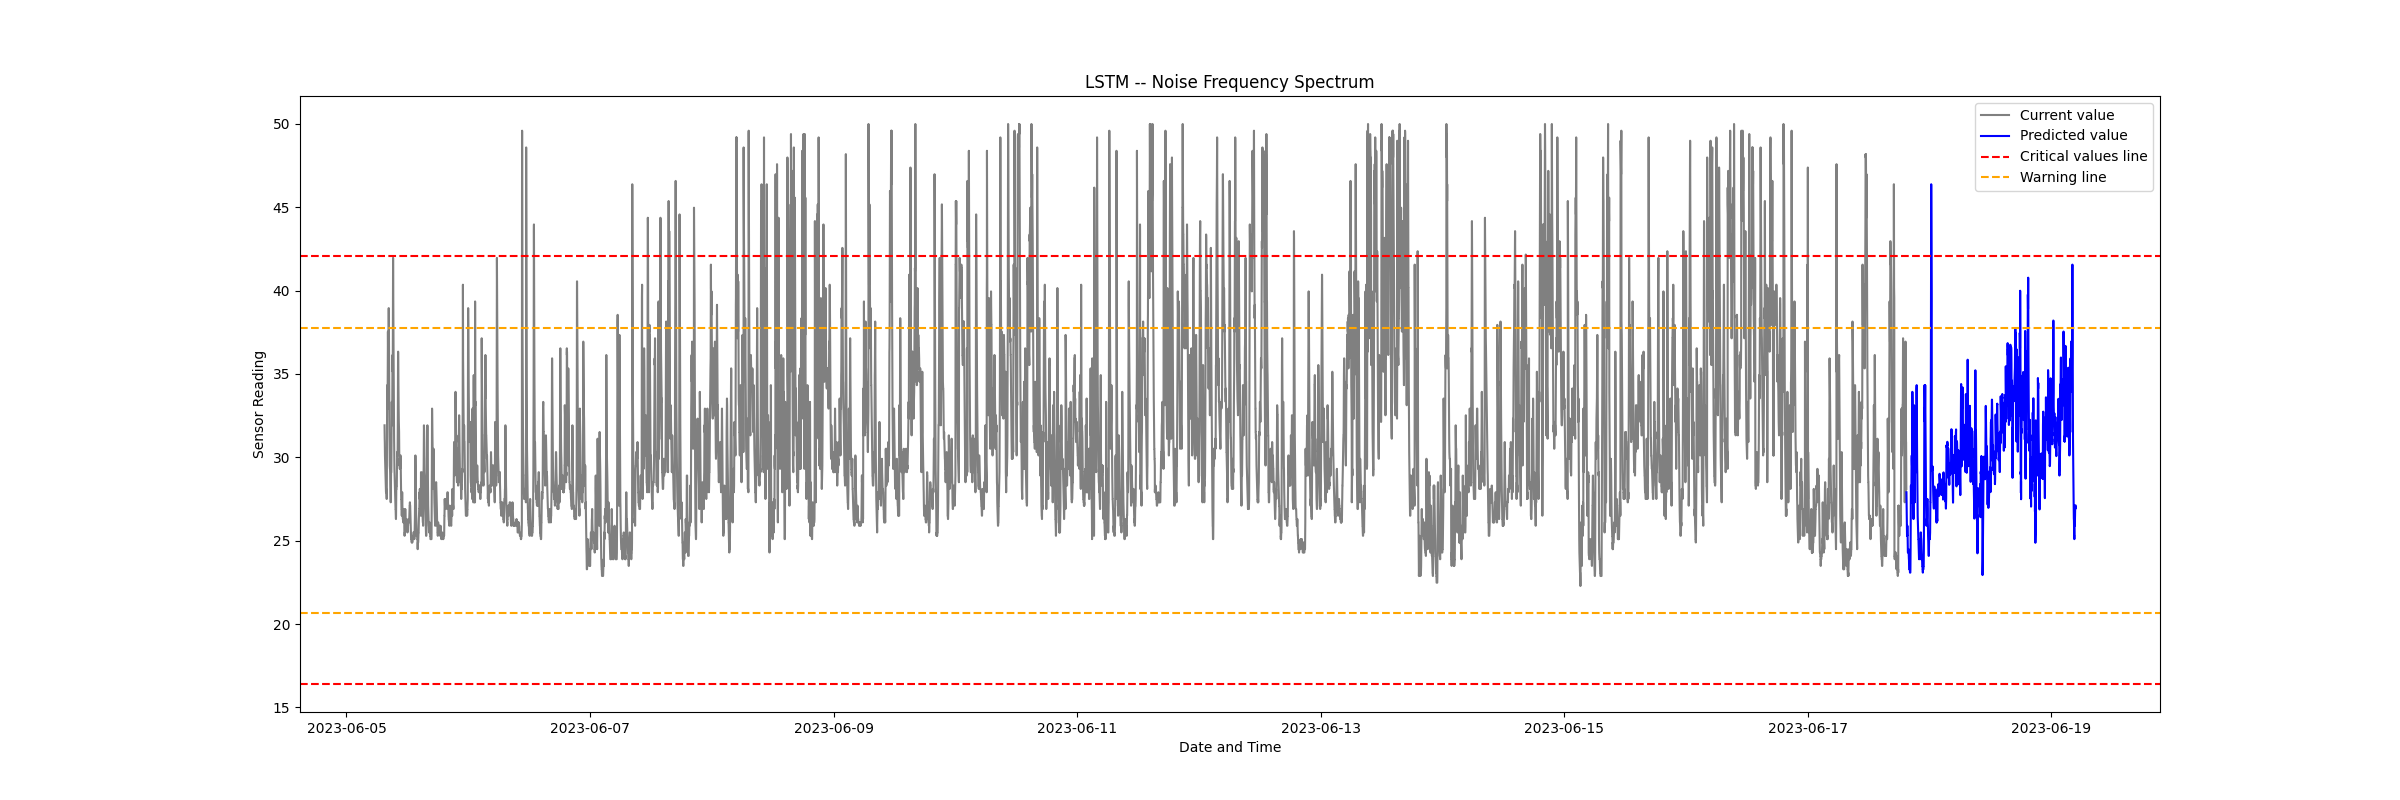 LSTM -- Noise Frequency Spectrum
Current value
Predicted value
Critical values line
Warning line
50
45
40
35
30
25
20
15
Sensor Reading
2023-06-05
2023-06-07
2023-06-09
2023-06-11
2023-06-13
2023-06-15
2023-06-17
2023-06-19
Date and Time